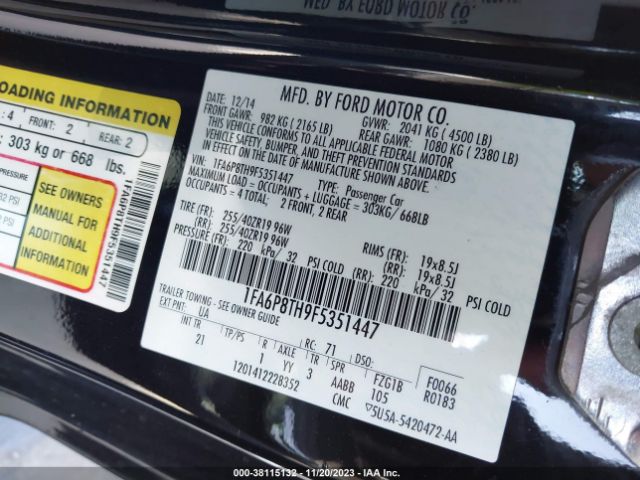 MFD. BY FORD MOTOR CO.
LOADING INFORMATION
: 4 FRONT: 2 REAR: 2
: 303 kg or 668 lbs.
SEE OWNERS
MANUAL FOR
ADDITIONAL
INFORMATION
1FA6P8TH9F5351447
MFD. BY FORD MOTOR CO.
DATE: 12/14 GVWR: 2041 KG ( 4500 LB)
FRONT GAWR: 982 KG ( 2165 LB) REAR GAWR: 1080 KG ( 2380 LB)
THIS VEHICLE CONFORMS TO ALL APPLICABLE FEDERAL MOTOR
VEHICLE SAFETY, BUMPER, AND THEFT PREVENTION STANDARDS
IN EFFECT ON THE DATE OF MANUFACTURE SHOWN ABOVE.
VIN: 1FA6P8TH9F5351447 TYPE: Passenger Car
MAXIMUM LOAD = OCCUPANTS + LUGGAGE = 303KG/ 668LB
OCCUPANTS = 4 TOTAL: 2 FRONT, 2 REAR
TIRE (FR): 255/40ZR19 96W RIMS (FR): 19x8.5J
(RR): 255/40ZR19 96W (RR): 19x8.5J
PRESSURE (FR): 220 kPa/ 32 PSI COLD (RR): 220 kPa/ 32 PSI COLD
TRAILER TOWING - SEE OWNER GUIDE
1FA6P8TH9F5351447
EXT PNT: UA RC: 71 DSO: F0066
INT TR TP/PS R AXLE TR SPR FZG1B R0183
21 1 YY 3 AABB 105
1201412228352 CMC ▽5U5A-5420472-AA
000-38115132 - 11/20/2023 - IAA Inc.